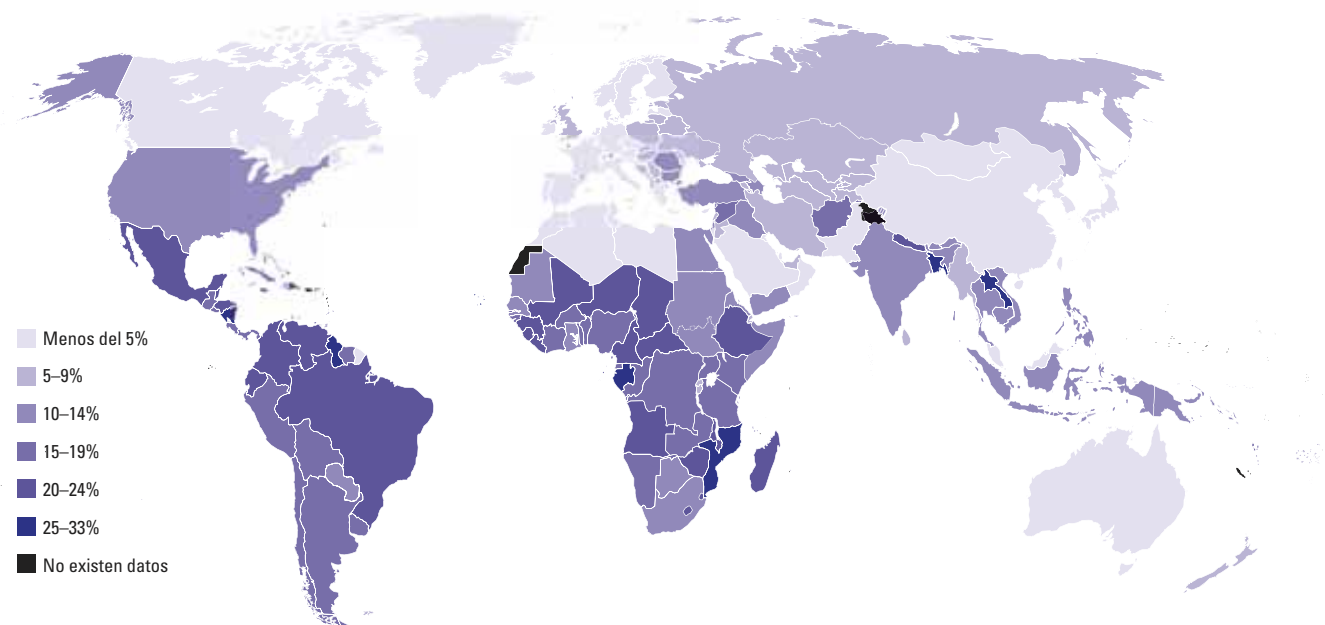 Menos del 5%
5–9%
10–14%
15–19%
20–24%
25–33%
No existen datos